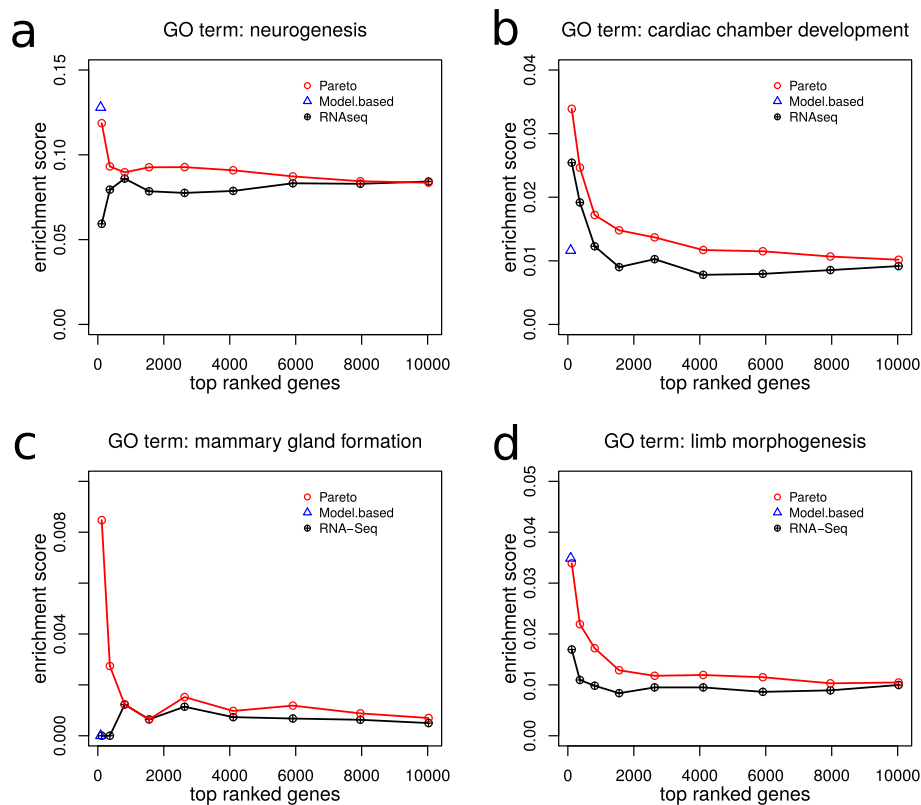 a
GO term: neurogenesis
enrichment score
0.00
0.05
0.10
0.15
Pareto
Model.based
RNAseq
0 2000 4000 6000 8000 10000
top ranked genes
b
GO term: cardiac chamber development
enrichment score
0.00
0.01
0.02
0.03
0.04
Pareto
Model.based
RNAseq
0 2000 4000 6000 8000 10000
top ranked genes
c
GO term: mammary gland formation
enrichment score
0.000
0.004
0.008
Pareto
Model.based
RNA−Seq
0 2000 4000 6000 8000 10000
top ranked genes
d
GO term: limb morphogenesis
enrichment score
0.00
0.01
0.02
0.03
0.04
0.05
Pareto
Model.based
RNA−Seq
0 2000 4000 6000 8000 10000
top ranked genes